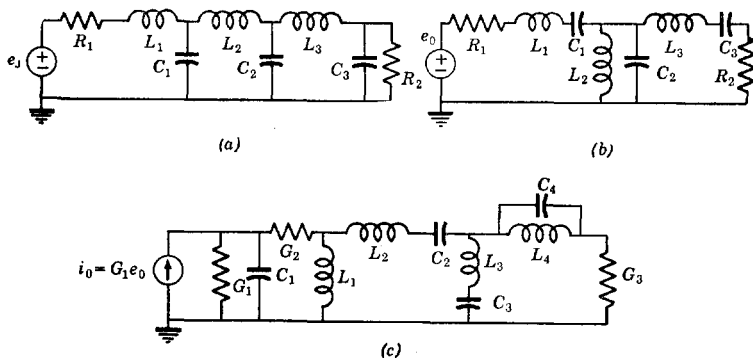 R₁ L₁ L₂ L₃
e₀ C₁ C₂ C₃ R₂
(a)
e₀ R₁ L₁ C₁ L₃ C₃
L₂ C₂ R₂
(b)
C₄
G₂ L₂ C₂ L₄
i₀ = G₁e₀ G₁ C₁ L₁ L₃ G₃
C₃
(c)